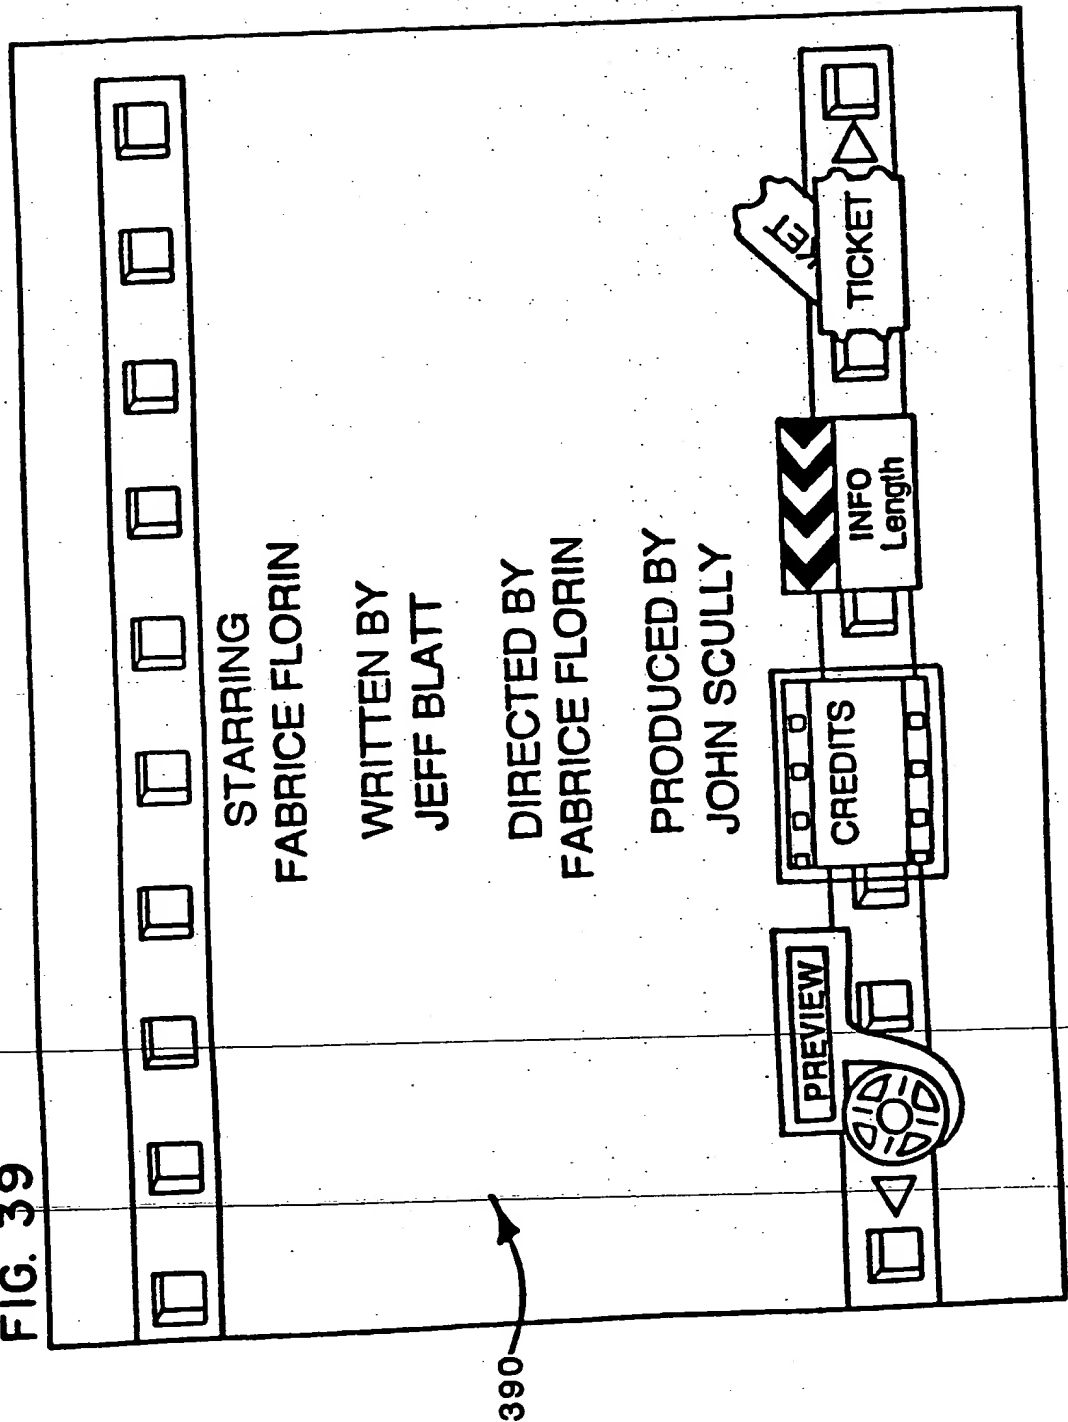 FIG. 39
STARRING
FABRICE FLORIN
WRITTEN BY
JEFF BLATT
DIRECTED BY
FABRICE FLORIN
PRODUCED BY
JOHN SCULLY
PREVIEW
CREDITS
INFO
Length
TICKET
KET
390